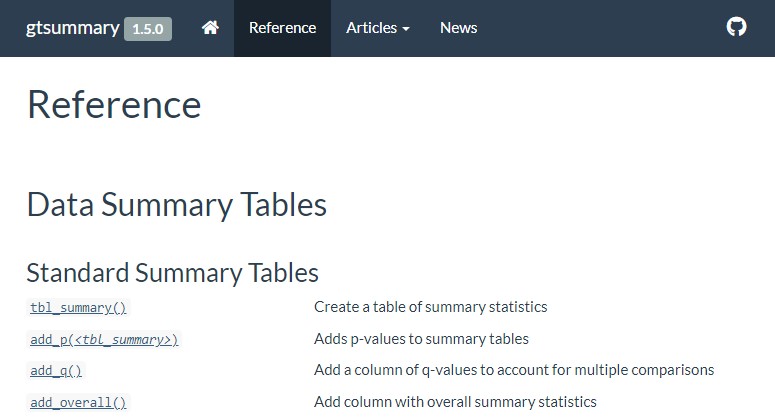 gtsummary 1.5.0 Reference Articles News
Reference
Data Summary Tables
Standard Summary Tables
tbl_summary() Create a table of summary statistics
add_p(<tbl_summary>) Adds p-values to summary tables
add_q() Add a column of q-values to account for multiple comparisons
add_overall() Add column with overall summary statistics